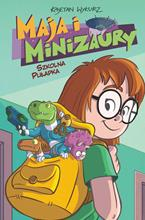 KAJETAN WYKURZ
MAJA I
MINIZAURY
SZKOLNA
PUŁAPKA